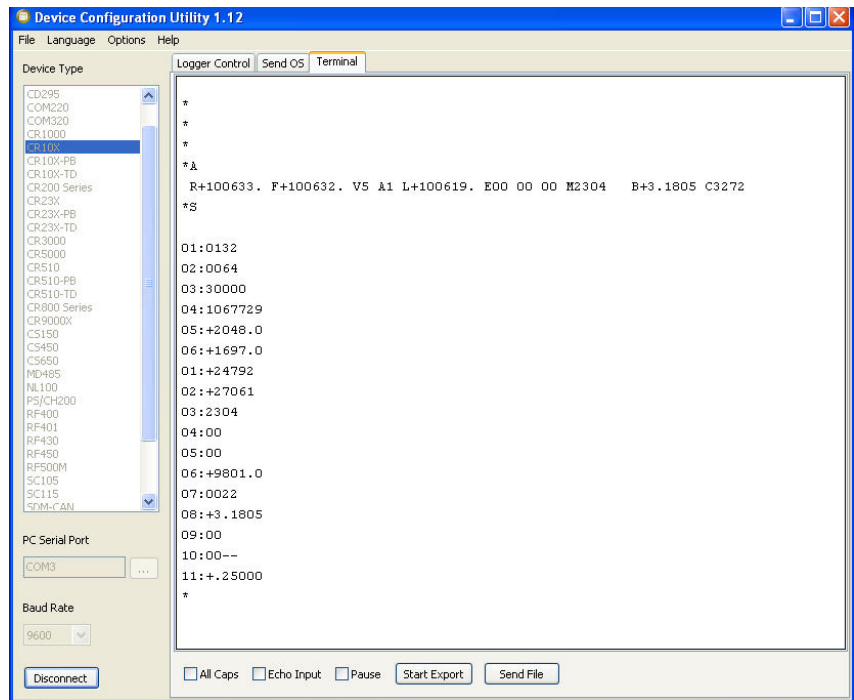 Device Configuration Utility 1.12
File Language Options Help
Device Type
CD295
COM220
COM320
CR1000
CR10X
CR10X-PB
CR10X-TD
CR200 Series
CR23X
CR23X-PB
CR23X-TD
CR3000
CR5000
CR510
CR510-PB
CR510-TD
CR800 Series
CR9000X
CS150
CS450
CS650
MD485
NL100
PS/CH200
RF400
RF401
RF430
RF450
RF500M
SC105
SC115
SDM-CAN
PC Serial Port
COM3
...
Baud Rate
9600
Disconnect
Logger Control Send OS Terminal
*
*
*
*A
R+100633. F+100632. V5 A1 L+100619. E00 00 00 M2304 B+3.1805 C3272
*S
01:0132
02:0064
03:30000
04:1067729
05:+2048.0
06:+1697.0
01:+24792
02:+27061
03:2304
04:00
05:00
06:+9801.0
07:0022
08:+3.1805
09:00
10:00--
11:+.25000
*
All Caps Echo Input Pause Start Export Send File